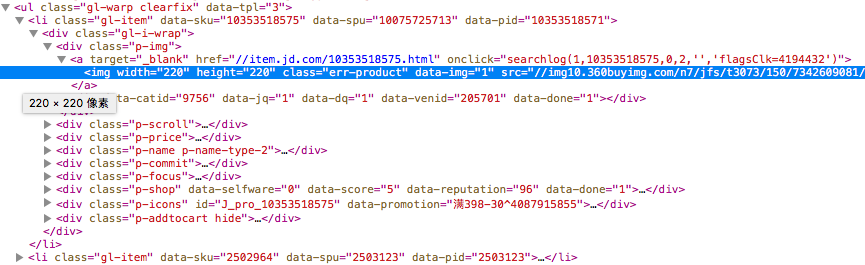 <ul class="gl-warp clearfix" data-tpl="3">
<li class="gl-item" data-sku="10353518575" data-spu="10075725713" data-pid="10353518571">
<div class="gl-i-wrap">
<div class="p-img">
<a target="_blank" href="//item.jd.com/10353518575.html" onclick="searchlog(1,10353518575,0,2,'','flagsClk=4194432')">
<img width="220" height="220" class="err-product" data-img="1" src="//img10.360buyimg.com/n7/jfs/t3073/150/7342609081/
</a>
data-catid="9756" data-jq="1" data-dq="1" data-venid="205701" data-done="1"></div>
220 × 220 像素
<div class="p-scroll">…</div>
<div class="p-price">…</div>
<div class="p-name p-name-type-2">…</div>
<div class="p-commit">…</div>
<div class="p-focus">…</div>
<div class="p-shop" data-selfware="0" data-score="5" data-reputation="96" data-done="1">…</div>
<div class="p-icons" id="J_pro_10353518575" data-promotion="满398-30^4087915855">…</div>
<div class="p-addtocart hide">…</div>
</div>
</li>
<li class="gl-item" data-sku="2502964" data-spu="2503123" data-pid="2503123">…</li>